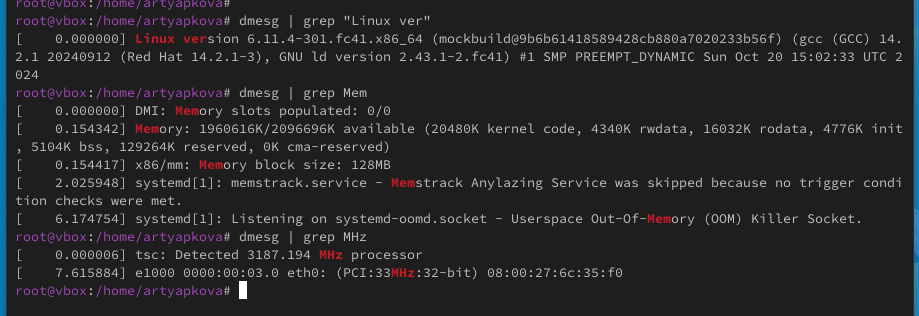 root@vbox:/home/artyapkova#
root@vbox:/home/artyapkova# dmesg | grep "Linux ver"
[    0.000000] Linux version 6.11.4-301.fc41.x86_64 (mockbuild@9b6b61418589428cb880a7020233b56f) (gcc (GCC) 14.
2.1 20240912 (Red Hat 14.2.1-3), GNU ld version 2.43.1-2.fc41) #1 SMP PREEMPT_DYNAMIC Sun Oct 20 15:02:33 UTC 2
024
root@vbox:/home/artyapkova# dmesg | grep Mem
[    0.000000] DMI: Memory slots populated: 0/0
[    0.154342] Memory: 1960616K/2096696K available (20480K kernel code, 4340K rwdata, 16032K rodata, 4776K init
, 5104K bss, 129264K reserved, 0K cma-reserved)
[    0.154417] x86/mm: Memory block size: 128MB
[    2.025948] systemd[1]: memstrack.service - Memstrack Anylazing Service was skipped because no trigger condi
tion checks were met.
[    6.174754] systemd[1]: Listening on systemd-oomd.socket - Userspace Out-Of-Memory (OOM) Killer Socket.
root@vbox:/home/artyapkova# dmesg | grep MHz
[    0.000006] tsc: Detected 3187.194 MHz processor
[    7.615884] e1000 0000:00:03.0 eth0: (PCI:33MHz:32-bit) 08:00:27:6c:35:f0
root@vbox:/home/artyapkova#